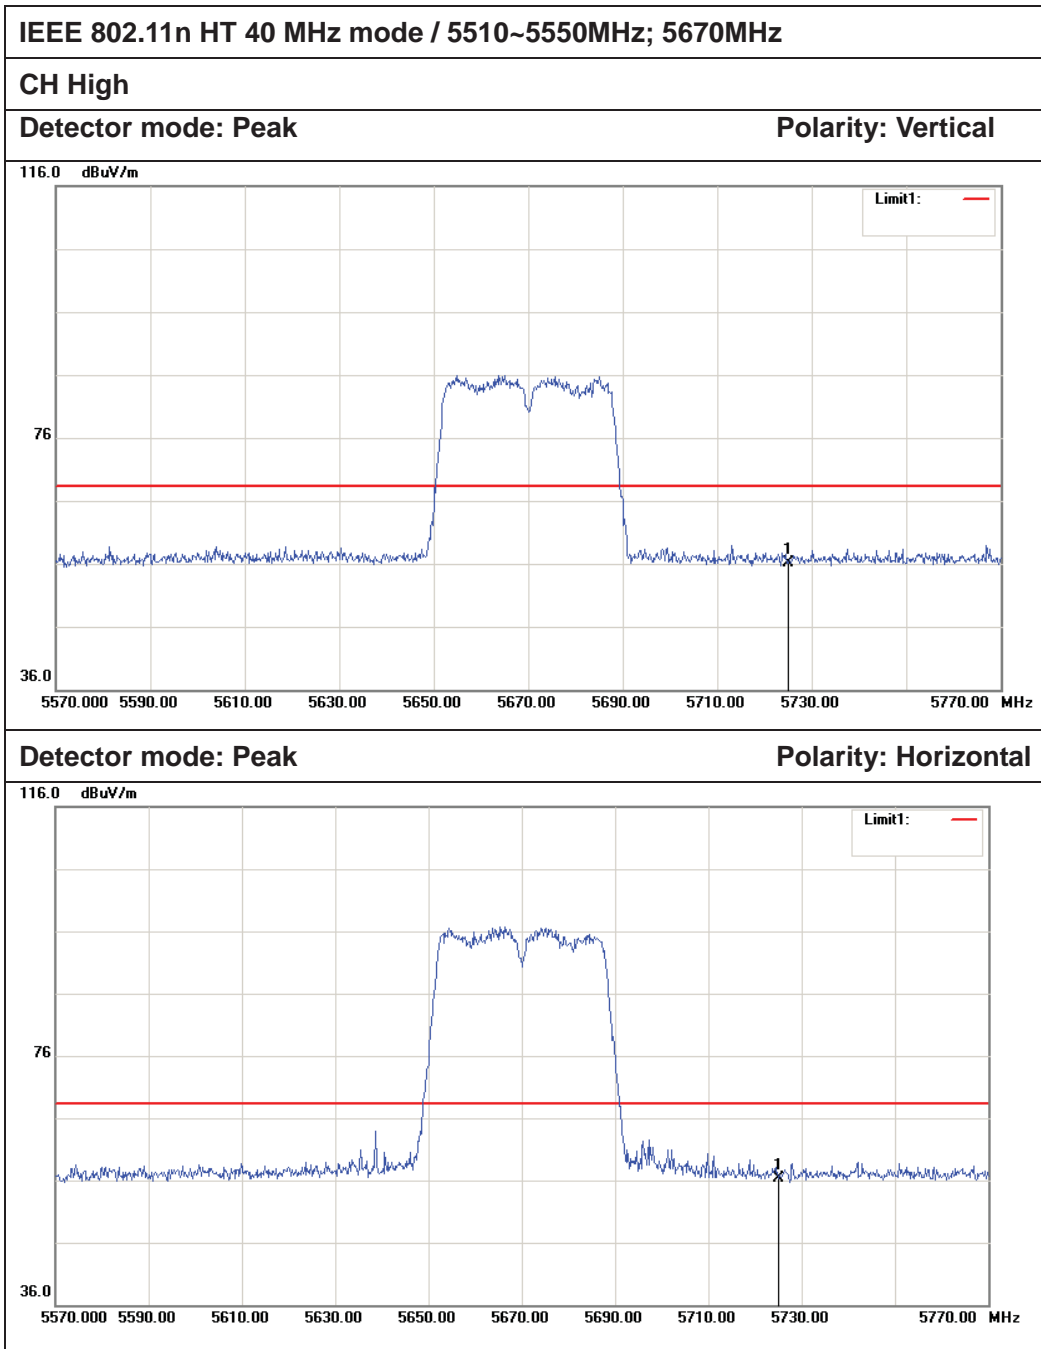 IEEE 802.11n HT 40 MHz mode / 5510~5550MHz; 5670MHz
CH High
Detector mode: Peak Polarity: Vertical
116.0 dBuV/m
Limit1:
76
1
36.0
5570.000 5590.00 5610.00 5630.00 5650.00 5670.00 5690.00 5710.00 5730.00 5770.00 MHz
Detector mode: Peak Polarity: Horizontal
116.0 dBuV/m
Limit1:
76
1
36.0
5570.000 5590.00 5610.00 5630.00 5650.00 5670.00 5690.00 5710.00 5730.00 5770.00 MHz